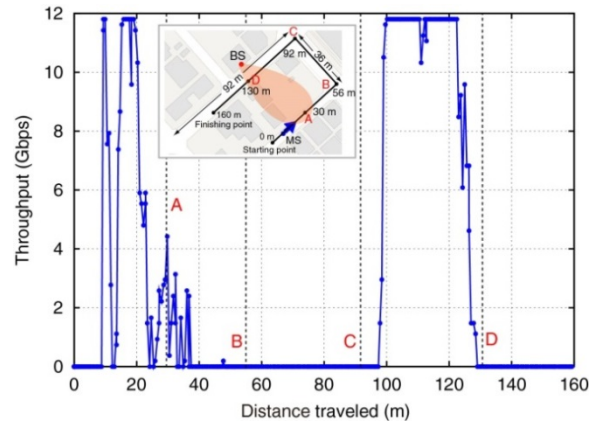 12
10
8
6
4
2
0
Throughput (Gbps)
0
20
40
60
80
100
120
140
160
Distance traveled (m)
A
B
C
D
C
BS
92 m
36 m
92 m
D
130 m
B
56 m
30 m
A
160 m
Finishing point
0 m
MS
Starting point